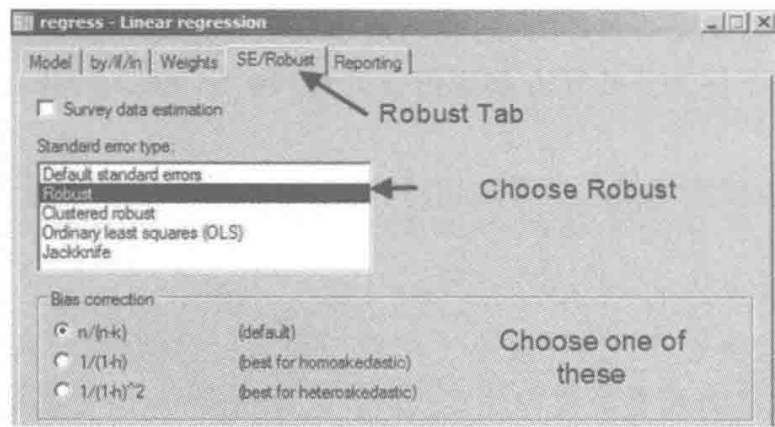 regress - Linear regression
Model by/if/in Weights SE/Robust Reporting
Survey data estimation
Robust Tab
Standard error type:
Default standard errors
Robust
Choose Robust
Clustered robust
Ordinary least squares (OLS)
Jackknife
Bias correction
n/(n-k) (default)
1/(1-h) (best for homoskedastic)
1/(1-h)^2 (best for heteroskedastic)
Choose one of
these